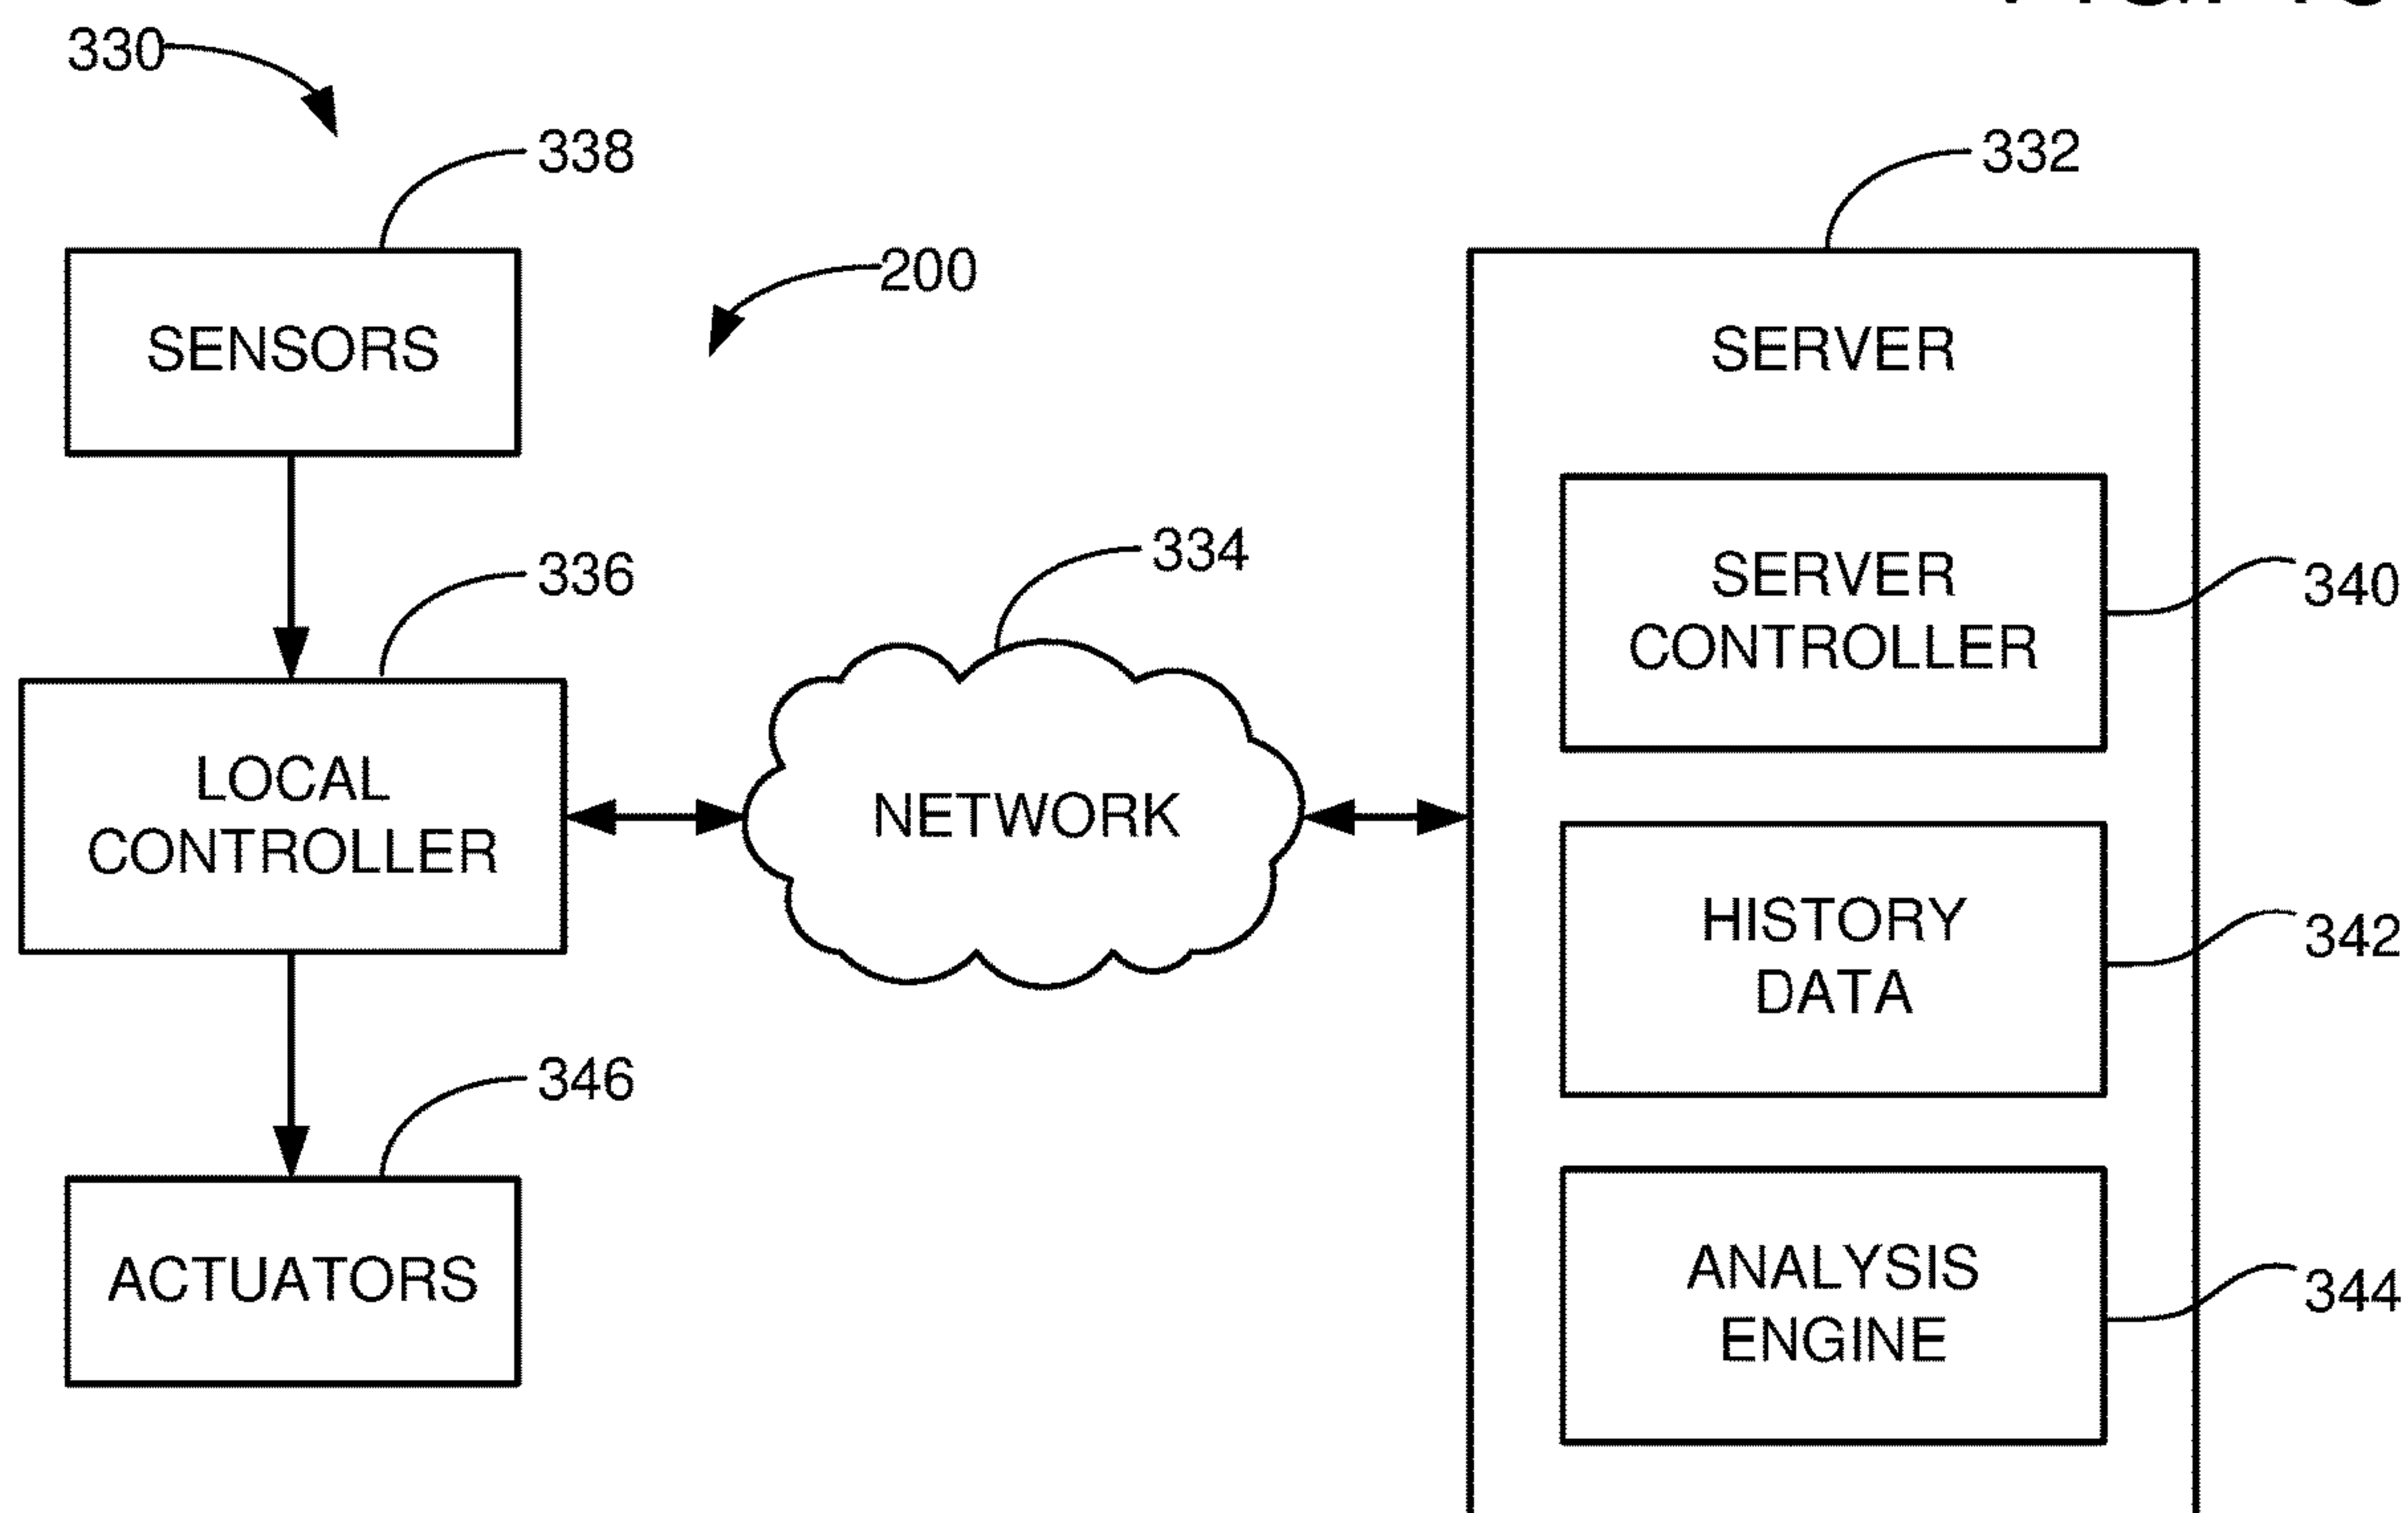 330
338
332
200
SENSORS
SERVER
334
336
SERVER
CONTROLLER
340
LOCAL
CONTROLLER
NETWORK
HISTORY
DATA
342
346
ACTUATORS
ANALYSIS
ENGINE
344